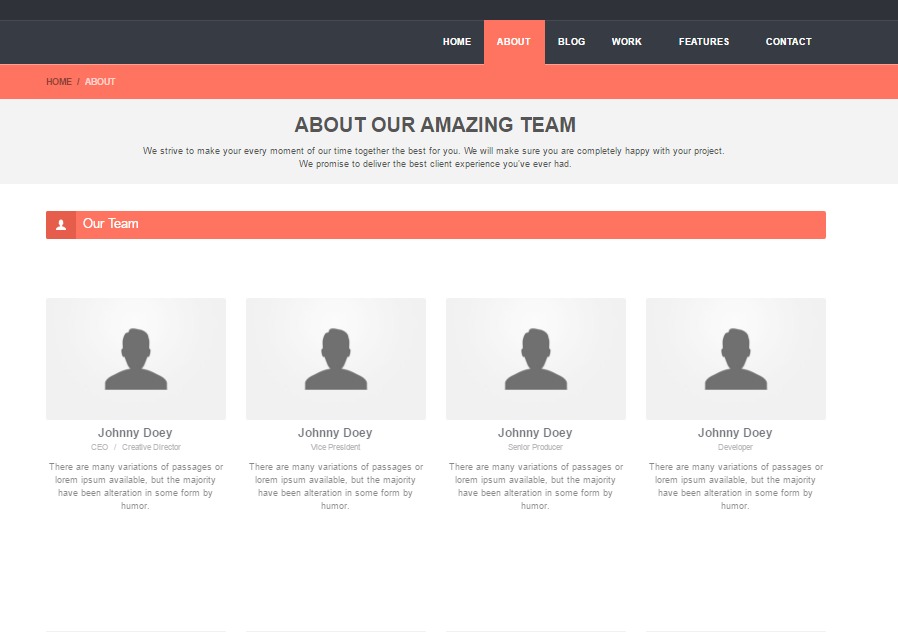 HOME ABOUT BLOG WORK FEATURES CONTACT
HOME / ABOUT
ABOUT OUR AMAZING TEAM
We strive to make your every moment of our time together the best for you. We will make sure you are completely happy with your project.
We promise to deliver the best client experience you've ever had.
Our Team
Johnny Doey
CEO / Creative Director
There are many variations of passages or
lorem ipsum available, but the majority
have been alteration in some form by
humor.
Johnny Doey
Vice President
There are many variations of passages or
lorem ipsum available, but the majority
have been alteration in some form by
humor.
Johnny Doey
Senior Producer
There are many variations of passages or
lorem ipsum available, but the majority
have been alteration in some form by
humor.
Johnny Doey
Developer
There are many variations of passages or
lorem ipsum available, but the majority
have been alteration in some form by
humor.